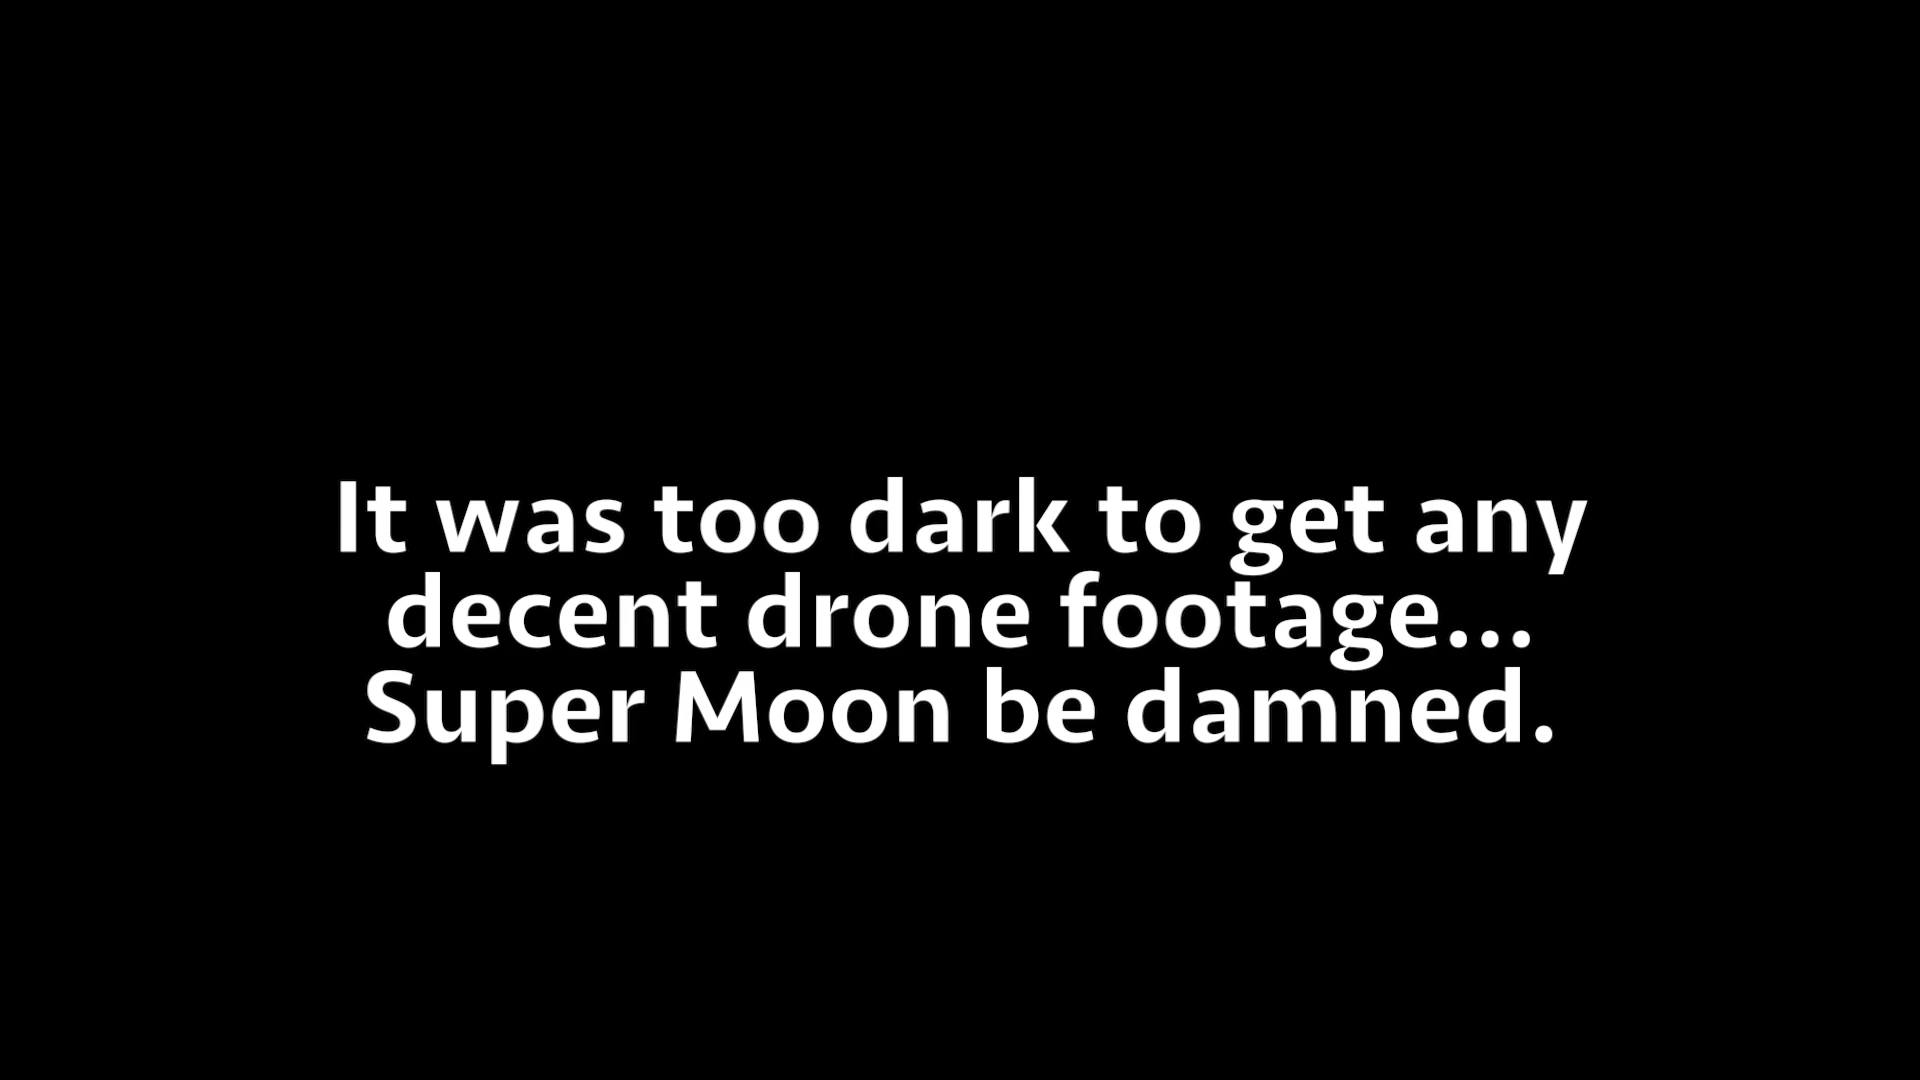 It was too dark to get any
decent drone footage...
Super Moon be damned.